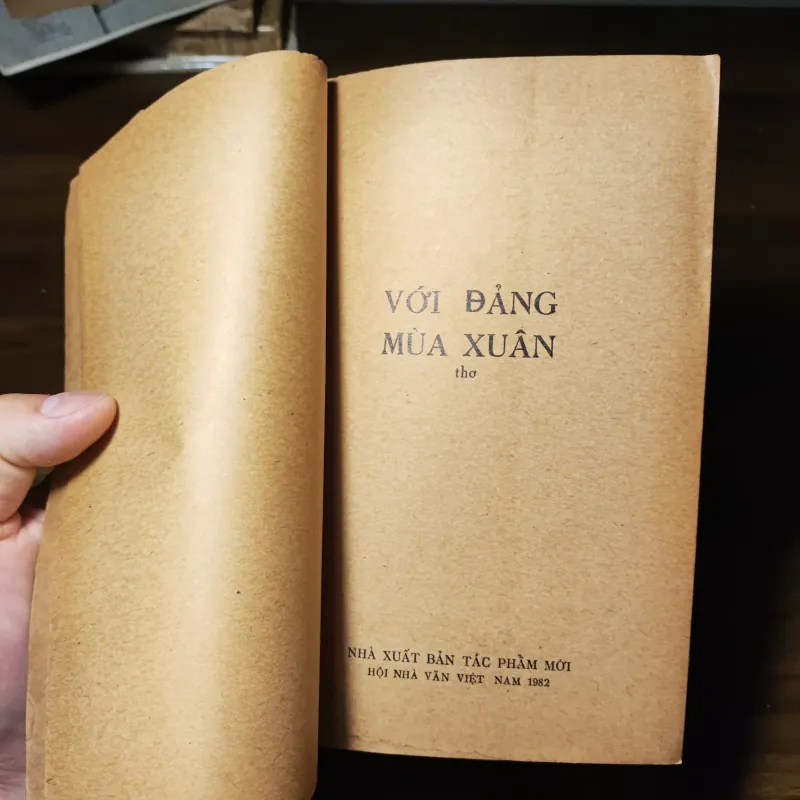 VỚI ĐẢNG
MÙA XUÂN
thơ
NHÀ XUẤT BẢN TÁC PHẨM MỚI
HỘI NHÀ VĂN VIỆT NAM 1982